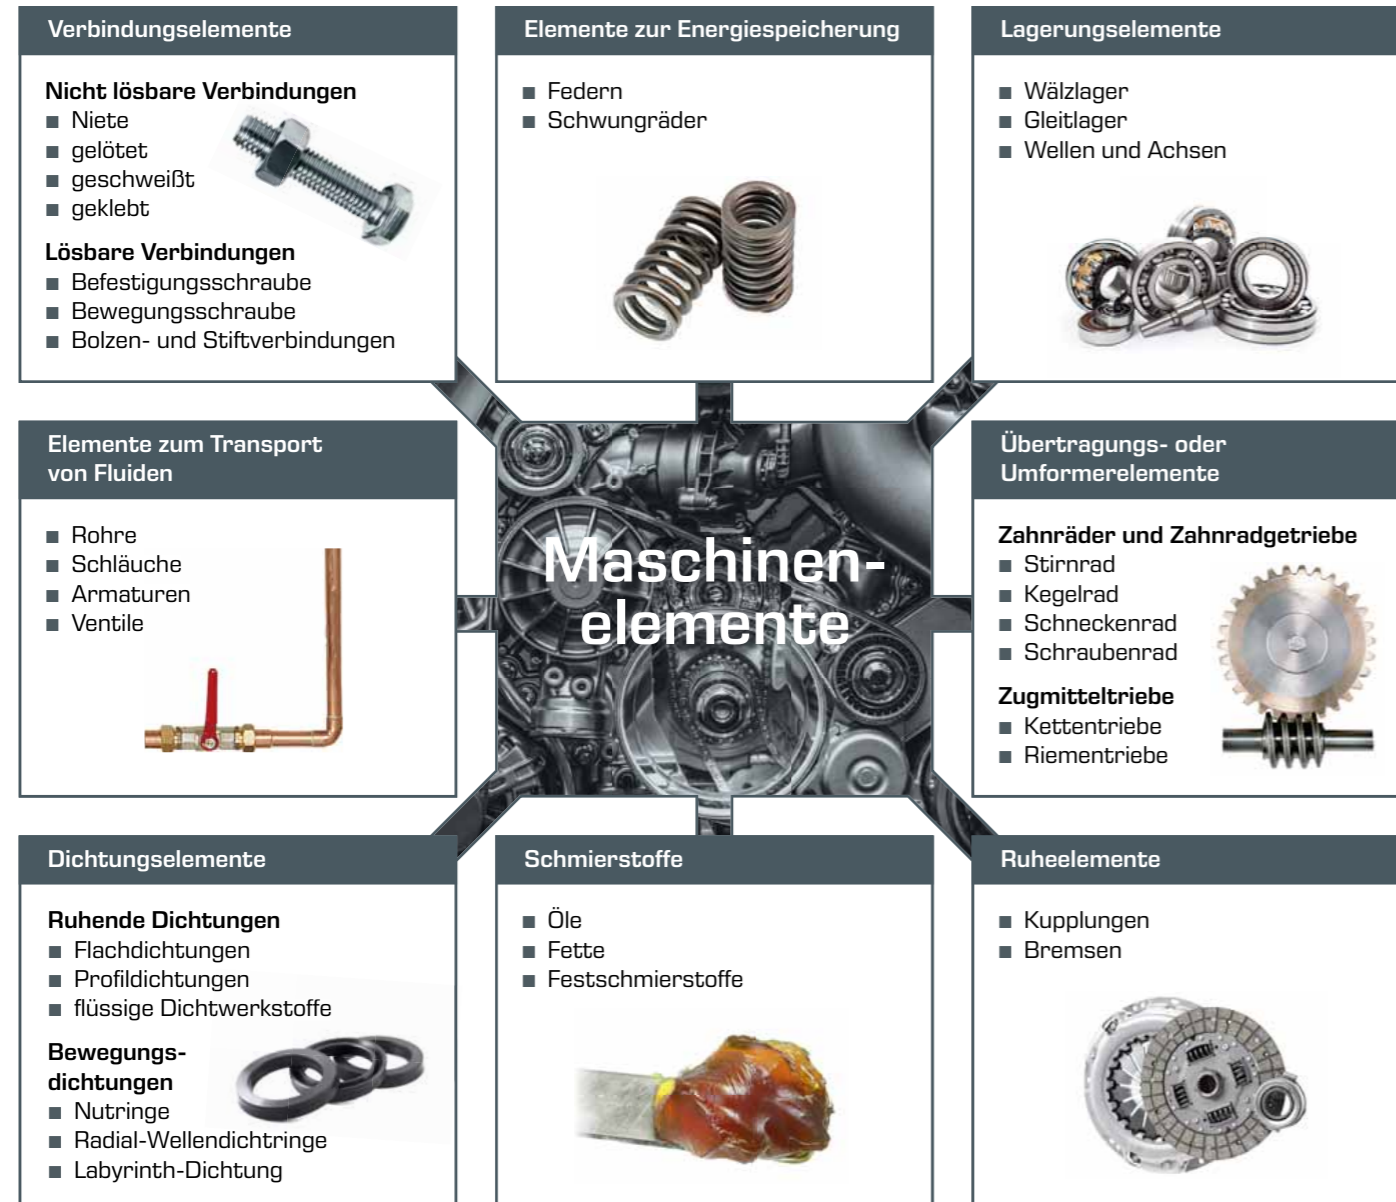 Verbindungselemente
Nicht lösbare Verbindungen
■ Niete
■ gelötet
■ geschweißt
■ geklebt
Lösbare Verbindungen
■ Befestigungsschraube
■ Bewegungsschraube
■ Bolzen- und Stiftverbindungen
Elemente zur Energiespeicherung
■ Federn
■ Schwungräder
Lagerungselemente
■ Wälzlager
■ Gleitlager
■ Wellen und Achsen
Elemente zum Transport
von Fluiden
■ Rohre
■ Schläuche
■ Armaturen
■ Ventile
Maschinen-
elemente
Übertragungs- oder
Umformerelemente
Zahnräder und Zahnradgetriebe
■ Stirnrad
■ Kegelrad
■ Schneckenrad
■ Schraubenrad
Zugmitteltriebe
■ Kettentriebe
■ Riementriebe
Dichtungselemente
Ruhende Dichtungen
■ Flachdichtungen
■ Profildichtungen
■ flüssige Dichtwerkstoffe
Bewegungs-
dichtungen
■ Nutringe
■ Radial-Wellendichtringe
■ Labyrinth-Dichtung
Schmierstoffe
■ Öle
■ Fette
■ Festschmierstoffe
Ruheelemente
■ Kupplungen
■ Bremsen